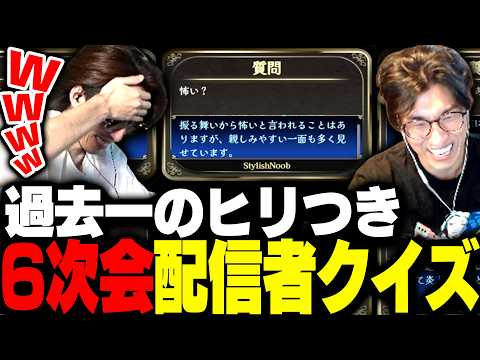 wwww
質問
怖い？
振る舞いから怖いと言われることはあ
りますが、親しみやすい一面も多く見
せています。
StylishNoob
過去一のヒリつき
６次会配信者クイズ